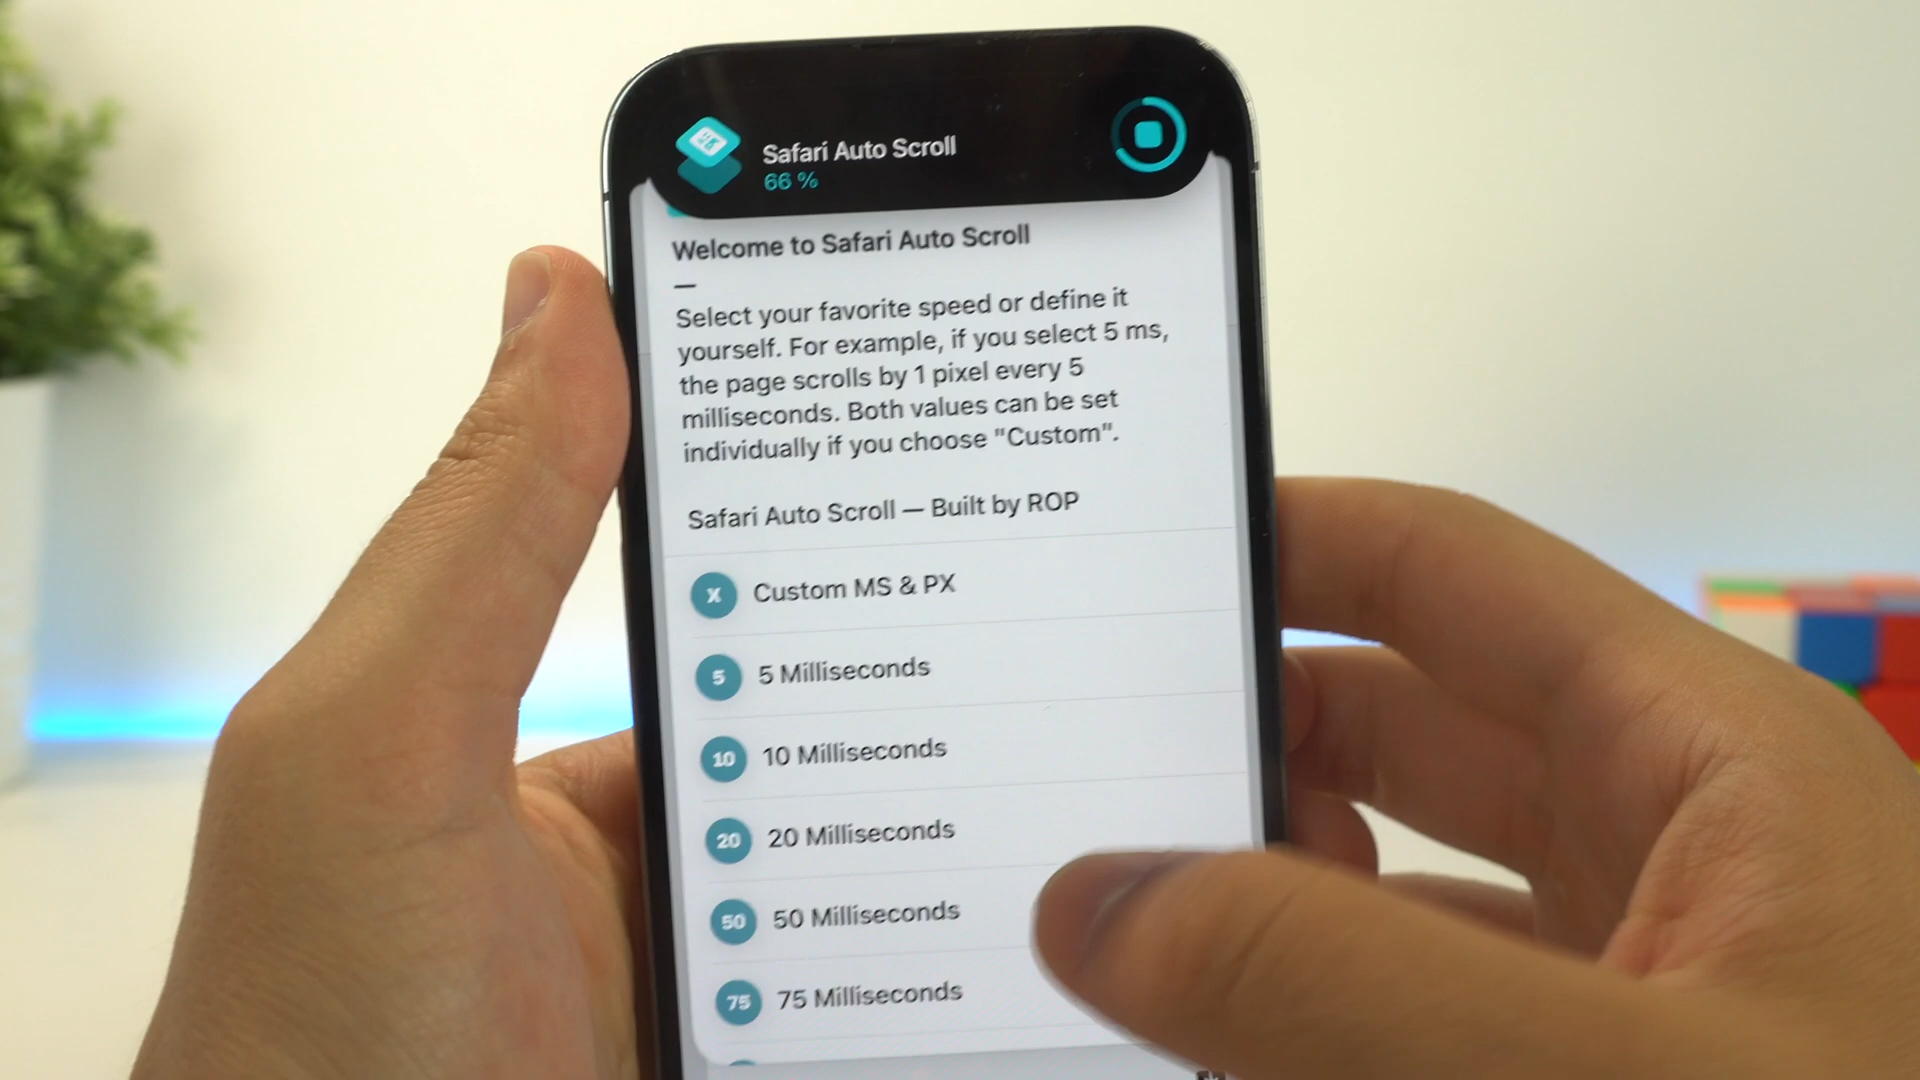 Safari Auto Scroll
66 %
Welcome to Safari Auto Scroll
—
Select your favorite speed or define it
yourself. For example, if you select 5 ms,
the page scrolls by 1 pixel every 5
milliseconds. Both values can be set
individually if you choose "Custom".
Safari Auto Scroll — Built by ROP
X Custom MS & PX
5 5 Milliseconds
10 10 Milliseconds
20 20 Milliseconds
50 50 Milliseconds
75 75 Milliseconds